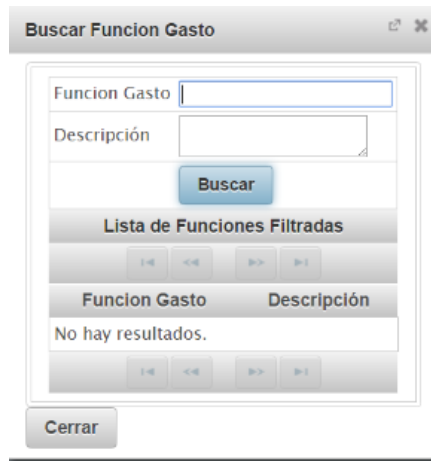 Buscar Funcion Gasto
Funcion Gasto
Descripción
Buscar
Lista de Funciones Filtradas
Funcion Gasto Descripción
No hay resultados.
Cerrar